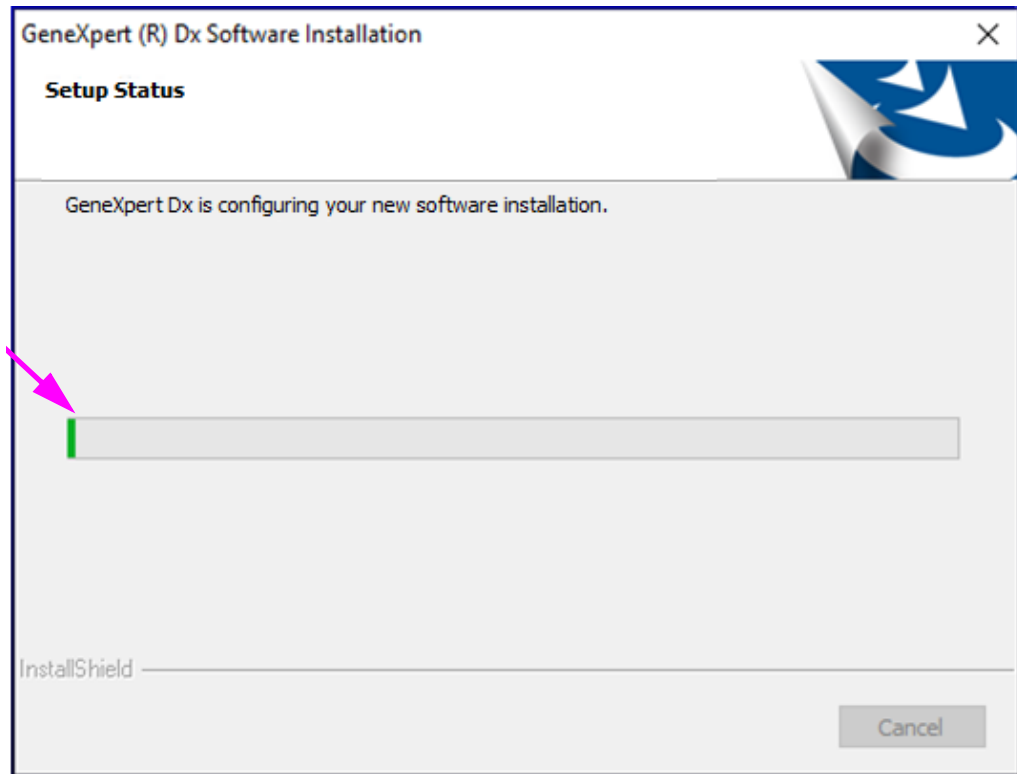 GeneXpert (R) Dx Software Installation
Setup Status
GeneXpert Dx is configuring your new software installation.
InstallShield
Cancel